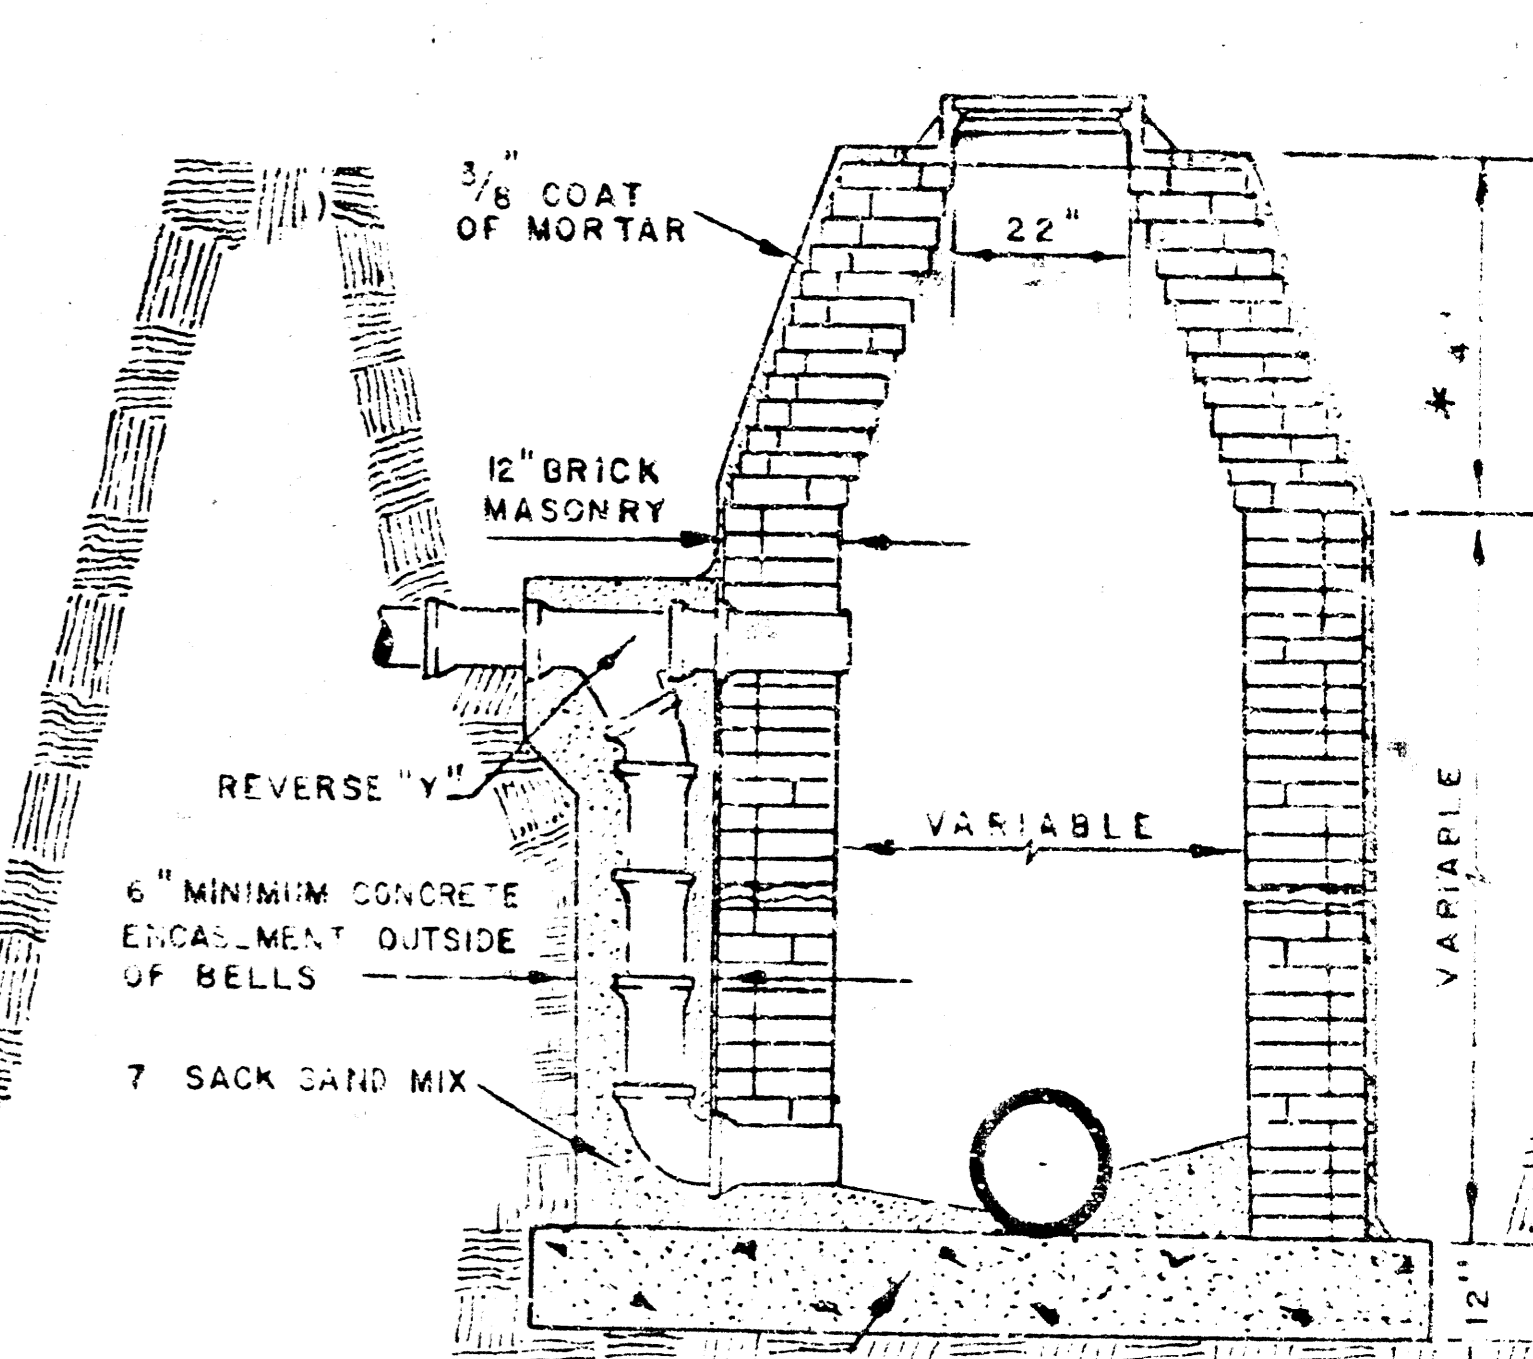 3/8" COAT
OF MORTAR
22"
* 4'
12" BRICK
MASONRY
REVERSE "Y"
VARIABLE
VARIABLE
6" MINIMUM CONCRETE
ENCASEMENT OUTSIDE
OF BELLS
7 SACK SAND MIX
12"